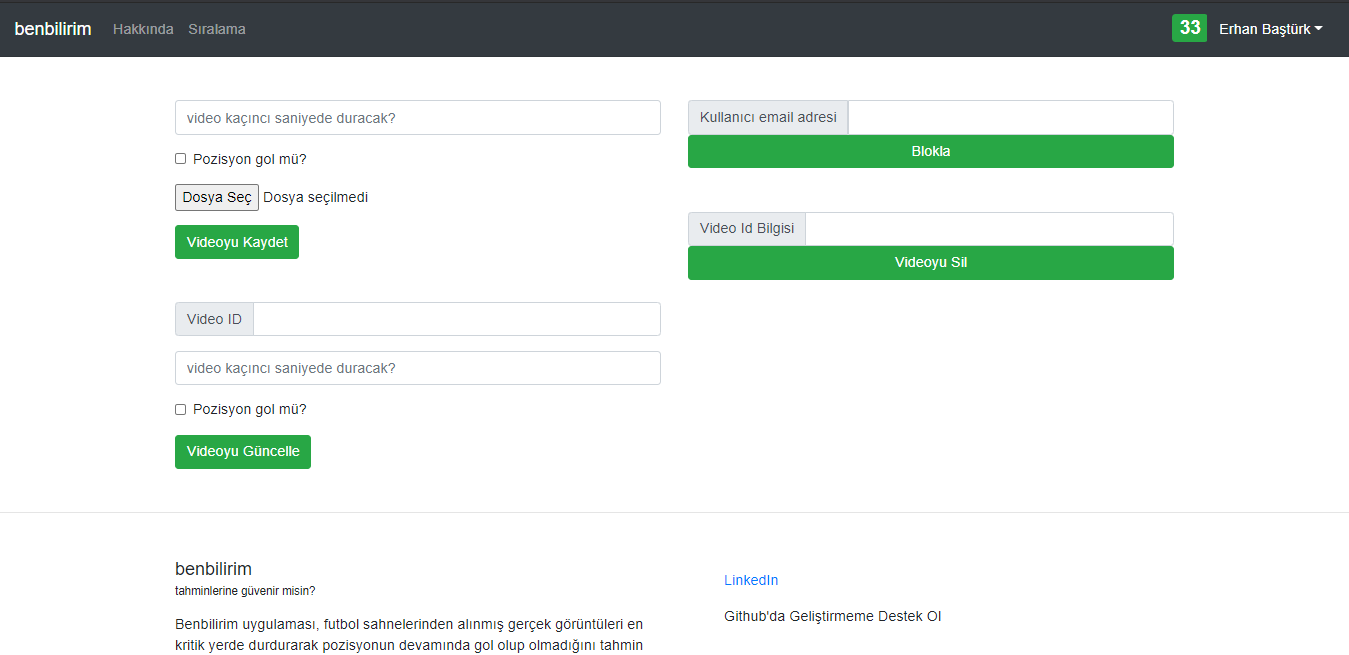 benbilirim Hakkında Sıralama 33 Erhan Baştürk
video kaçıncı saniyede duracak?
Pozisyon gol mü?
Dosya Seç Dosya seçilmedi
Videoyu Kaydet
Video ID
video kaçıncı saniyede duracak?
Pozisyon gol mü?
Videoyu Güncelle
Kullanıcı email adresi
Blokla
Video Id Bilgisi
Videoyu Sil
benbilirim
tahminlerine güvenir misin?
Benbilirim uygulaması, futbol sahnelerinden alınmış gerçek görüntüleri en
kritik yerde durdurarak pozisyonun devamında gol olup olmadığını tahmin
LinkedIn
Github'da Geliştirmeme Destek Ol